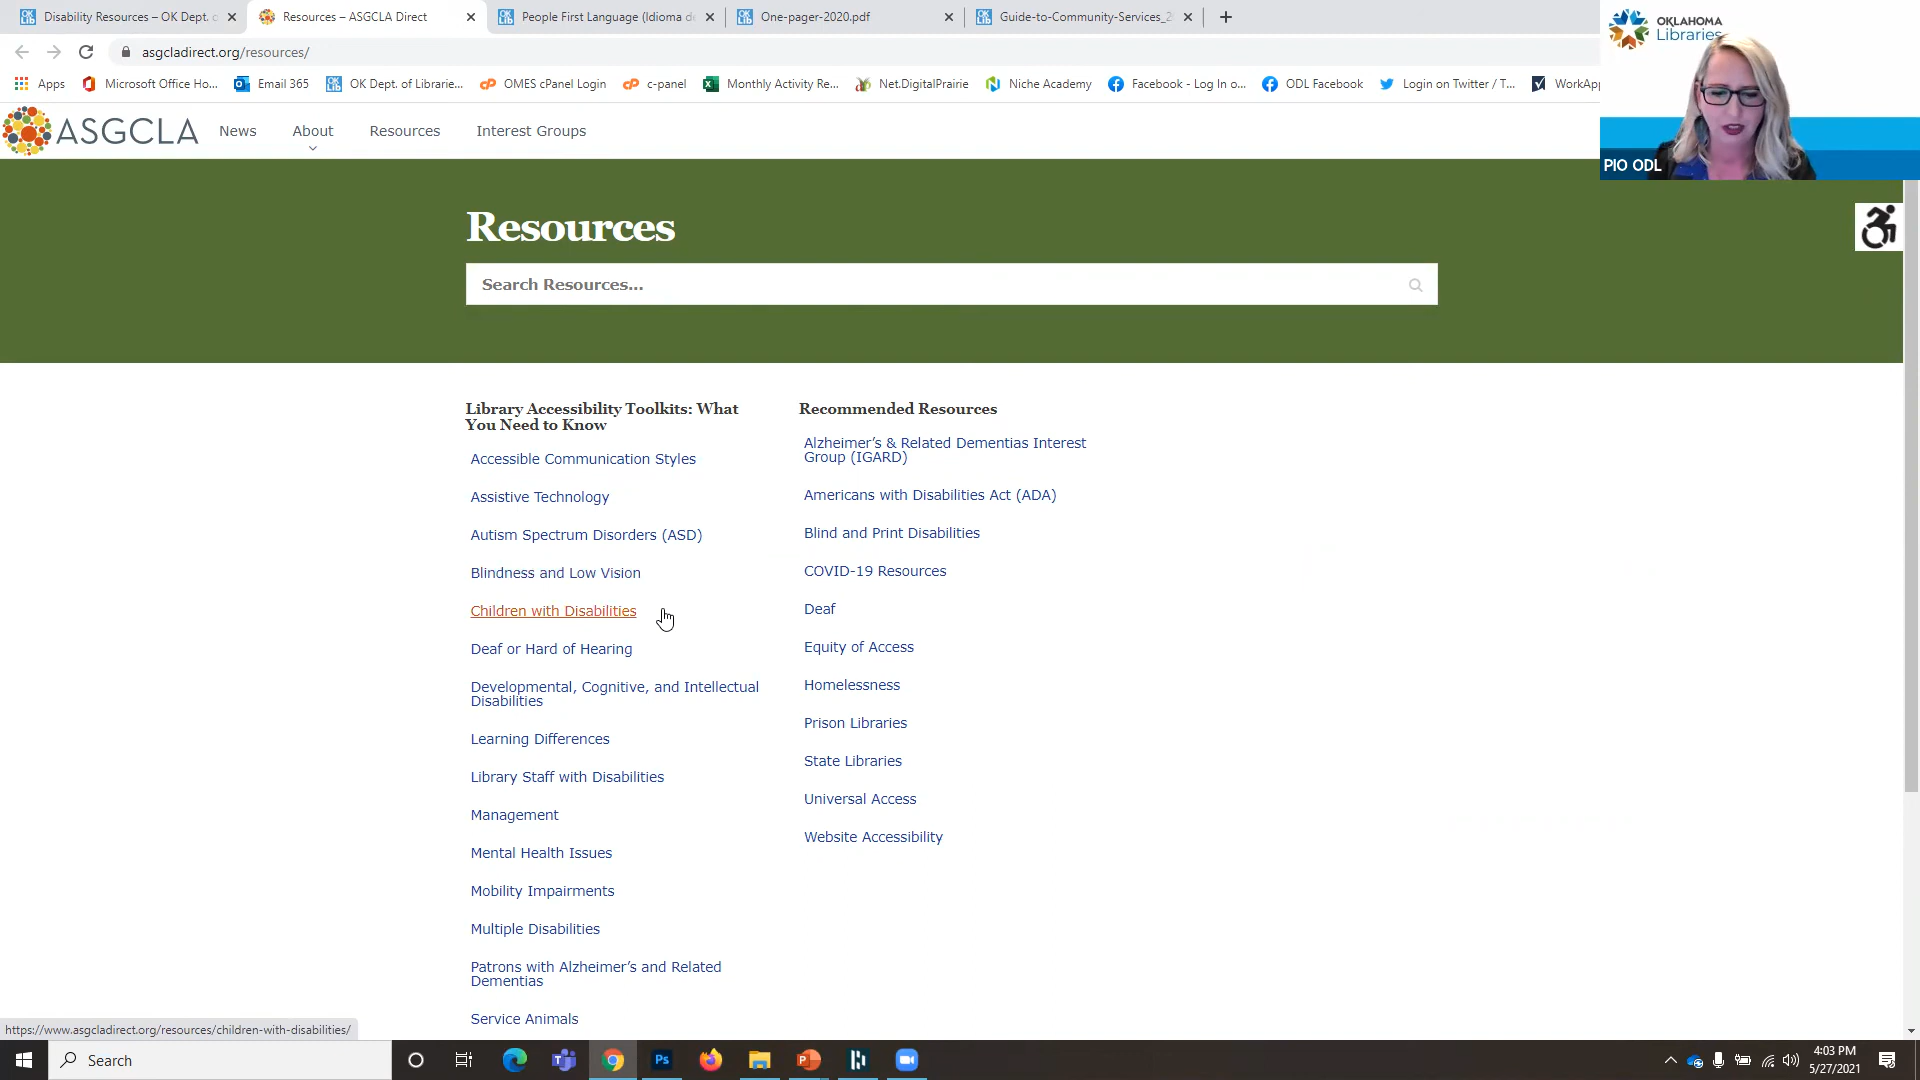 Disability Resources – OK Dept. c
Resources – ASGCLA Direct
People First Language (Idioma de
One-pager-2020.pdf
Guide-to-Community-Services_2
asgcladirect.org/resources/
Apps
Microsoft Office Ho...
Email 365
OK Dept. of Librarie...
OMES cPanel Login
c-panel
Monthly Activity Re...
Net.DigitalPrairie
Niche Academy
Facebook - Log In o...
ODL Facebook
Login on Twitter / T...
WorkApp
OKLAHOMA
Libraries
PIO ODL
ASGCLA
News
About
Resources
Interest Groups
Resources
Search Resources...
Library Accessibility Toolkits: What
You Need to Know
Accessible Communication Styles
Assistive Technology
Autism Spectrum Disorders (ASD)
Blindness and Low Vision
Children with Disabilities
Deaf or Hard of Hearing
Developmental, Cognitive, and Intellectual
Disabilities
Learning Differences
Library Staff with Disabilities
Management
Mental Health Issues
Mobility Impairments
Multiple Disabilities
Patrons with Alzheimer’s and Related
Dementias
Service Animals
Recommended Resources
Alzheimer’s & Related Dementias Interest
Group (IGARD)
Americans with Disabilities Act (ADA)
Blind and Print Disabilities
COVID-19 Resources
Deaf
Equity of Access
Homelessness
Prison Libraries
State Libraries
Universal Access
Website Accessibility
https://www.asgcladirect.org/resources/children-with-disabilities/
Search
4:03 PM
5/27/2021